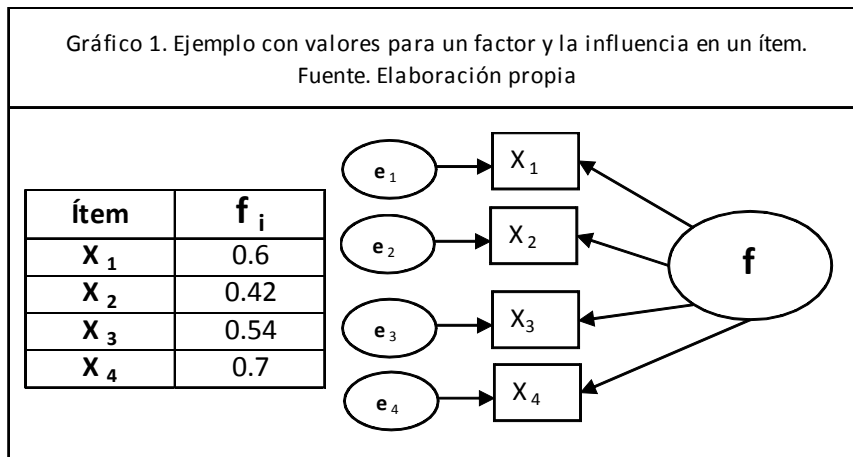 Gráfico 1. Ejemplo con valores para un factor y la influencia en un ítem.
Fuente. Elaboración propia
Ítem f i
X 1 0.6
X 2 0.42
X 3 0.54
X 4 0.7
e 1 X 1
e 2 X 2
e 3 X 3
e 4 X 4
f